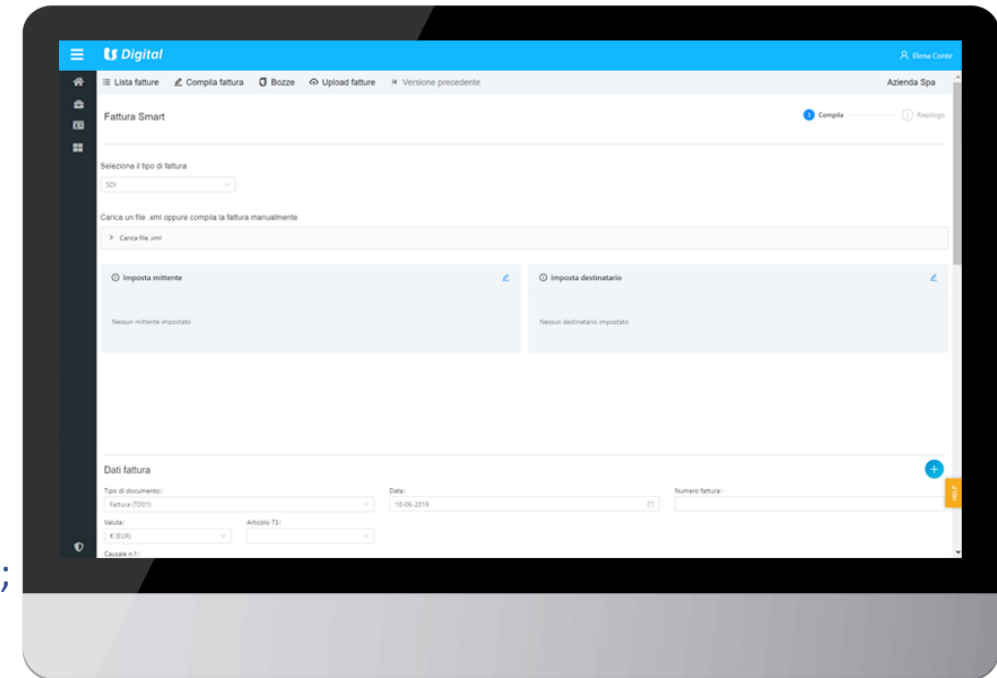 TS Digital
Elena Conte
Lista fatture Compila fattura Bozze Upload fatture Versione precedente Azienda Spa
Fattura Smart 1 Compila 2 Riepilogo
Seleziona il tipo di fattura
SDI
Carica un file .xml oppure compila la fattura manualmente
Carica file .xml
Imposta mittente Imposta destinatario
Nessun mittente impostato Nessun destinatario impostato
Dati fattura
HELP
Tipo di documento: Data: Numero fattura:
Fattura (TD01) 18-06-2019
Valuta: Articolo 73:
€ (EUR)
Causale n.1:
;